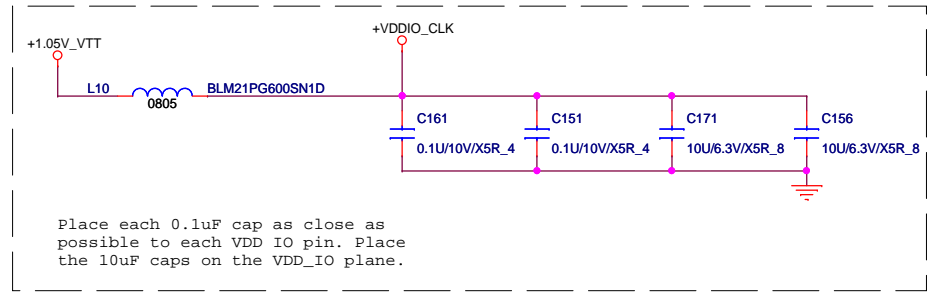 +VDDIO_CLK
+1.05V_VTT
L10
BLM21PG600SN1D
0805
C161
C151
C171
C156
0.1U/10V/X5R_4
0.1U/10V/X5R_4
10U/6.3V/X5R_8
10U/6.3V/X5R_8
Place each 0.1uF cap as close as
possible to each VDD IO pin. Place
the 10uF caps on the VDD_IO plane.